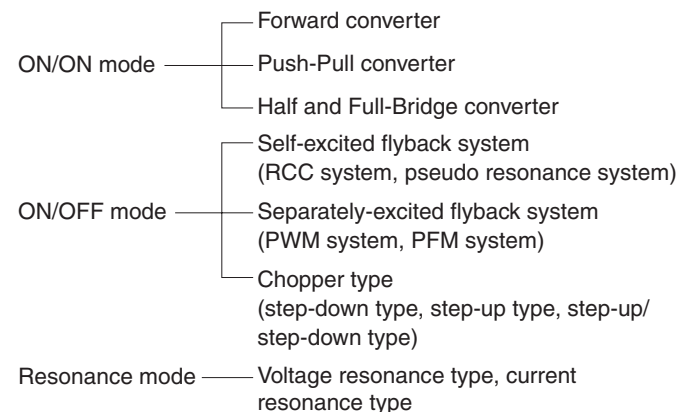 Forward converter
ON/ON mode
Push-Pull converter
Half and Full-Bridge converter
Self-excited flyback system
(RCC system, pseudo resonance system)
ON/OFF mode
Separately-excited flyback system
(PWM system, PFM system)
Chopper type
(step-down type, step-up type, step-up/
step-down type)
Resonance mode
Voltage resonance type, current
resonance type